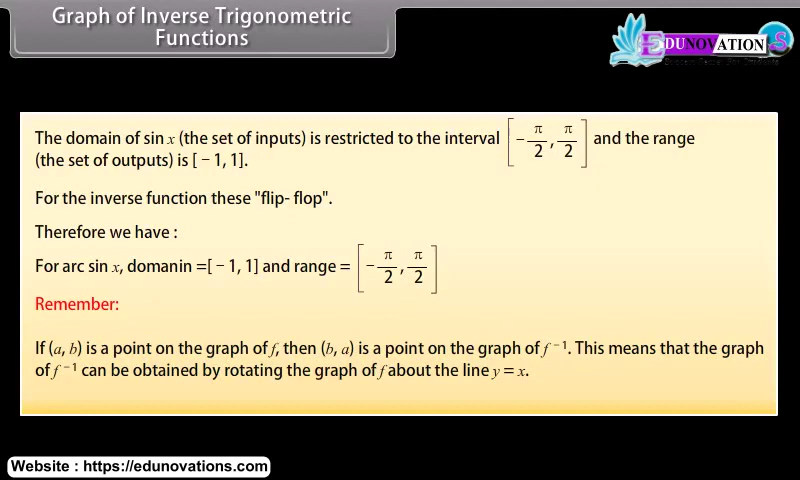 Graph of Inverse Trigonometric
Functions
EDUNOVATION S
The domain of sin x (the set of inputs) is restricted to the interval [−π/2, π/2] and the range
(the set of outputs) is [ − 1, 1].
For the inverse function these "flip- flop".
Therefore we have :
For arc sin x, domanin =[ − 1, 1] and range = [−π/2, π/2]
Remember:
If (a, b) is a point on the graph of f, then (b, a) is a point on the graph of f⁻¹. This means that the graph
of f⁻¹ can be obtained by rotating the graph of f about the line y = x.
Website : https://edunovations.com